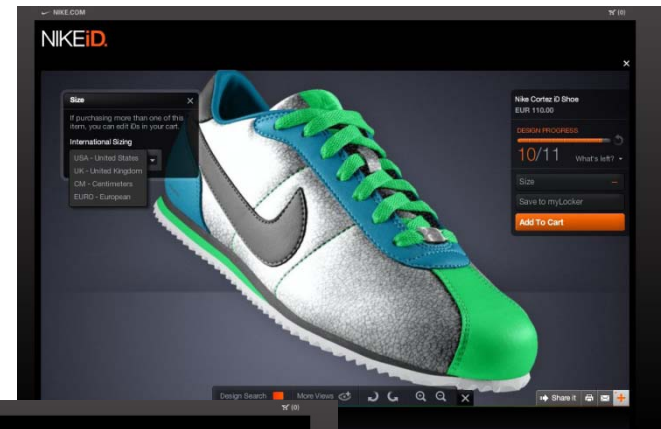 NIKE.COM
(0)
NIKEiD.
Size
If purchasing more than one of this
item, you can edit iDs in your cart.
International Sizing
USA - United States
UK - United Kingdom
CM - Centimeters
EURO - European
Nike Cortez iD Shoe
EUR 110.00
DESIGN PROGRESS
10/11 What's left?
Size
Save to myLocker
Add To Cart
Design Search More Views
Share it
(0)